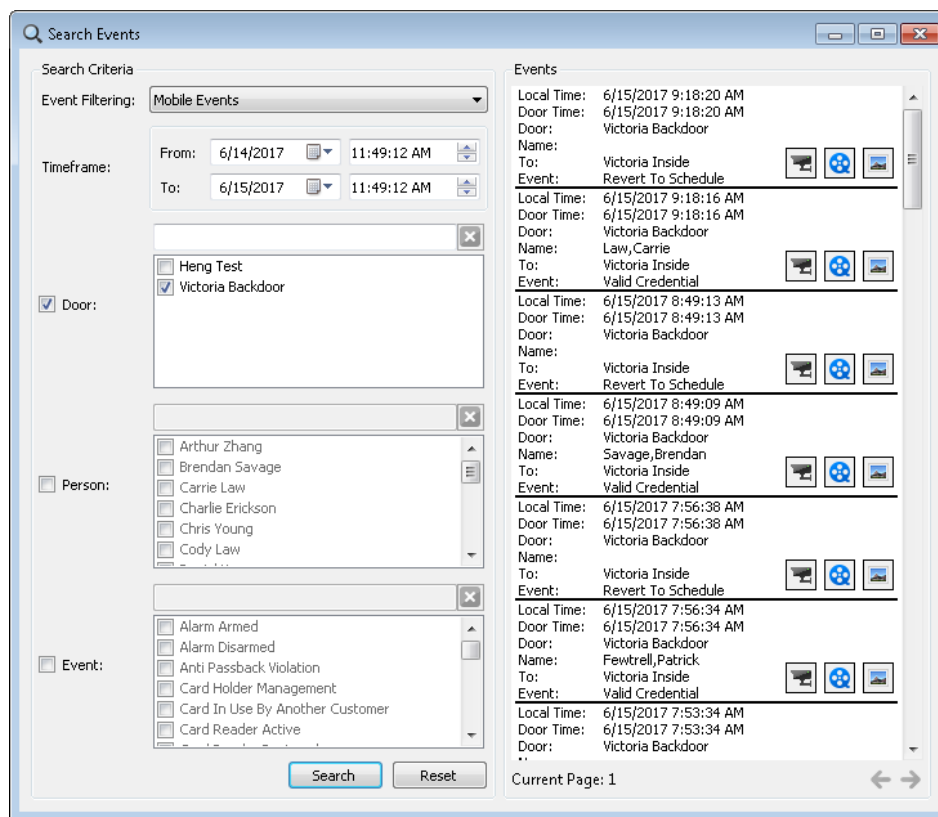 Search Events
Search Criteria
Event Filtering: Mobile Events
Timeframe:
From: 6/14/2017 11:49:12 AM
To: 6/15/2017 11:49:12 AM
Door:
Heng Test
Victoria Backdoor
Person:
Arthur Zhang
Brendan Savage
Carrie Law
Charlie Erickson
Chris Young
Cody Law
Event:
Alarm Armed
Alarm Disarmed
Anti Passback Violation
Card Holder Management
Card In Use By Another Customer
Card Reader Active
Search Reset
Events
Local Time: 6/15/2017 9:18:20 AM
Door Time: 6/15/2017 9:18:20 AM
Door: Victoria Backdoor
Name:
To: Victoria Inside
Event: Revert To Schedule
Local Time: 6/15/2017 9:18:16 AM
Door Time: 6/15/2017 9:18:16 AM
Door: Victoria Backdoor
Name: Law,Carrie
To: Victoria Inside
Event: Valid Credential
Local Time: 6/15/2017 8:49:13 AM
Door Time: 6/15/2017 8:49:13 AM
Door: Victoria Backdoor
Name:
To: Victoria Inside
Event: Revert To Schedule
Local Time: 6/15/2017 8:49:09 AM
Door Time: 6/15/2017 8:49:09 AM
Door: Victoria Backdoor
Name: Savage,Brendan
To: Victoria Inside
Event: Valid Credential
Local Time: 6/15/2017 7:56:38 AM
Door Time: 6/15/2017 7:56:38 AM
Door: Victoria Backdoor
Name:
To: Victoria Inside
Event: Revert To Schedule
Local Time: 6/15/2017 7:56:34 AM
Door Time: 6/15/2017 7:56:34 AM
Door: Victoria Backdoor
Name: Fewtrell,Patrick
To: Victoria Inside
Event: Valid Credential
Local Time: 6/15/2017 7:53:34 AM
Door Time: 6/15/2017 7:53:34 AM
Door: Victoria Backdoor
Current Page: 1